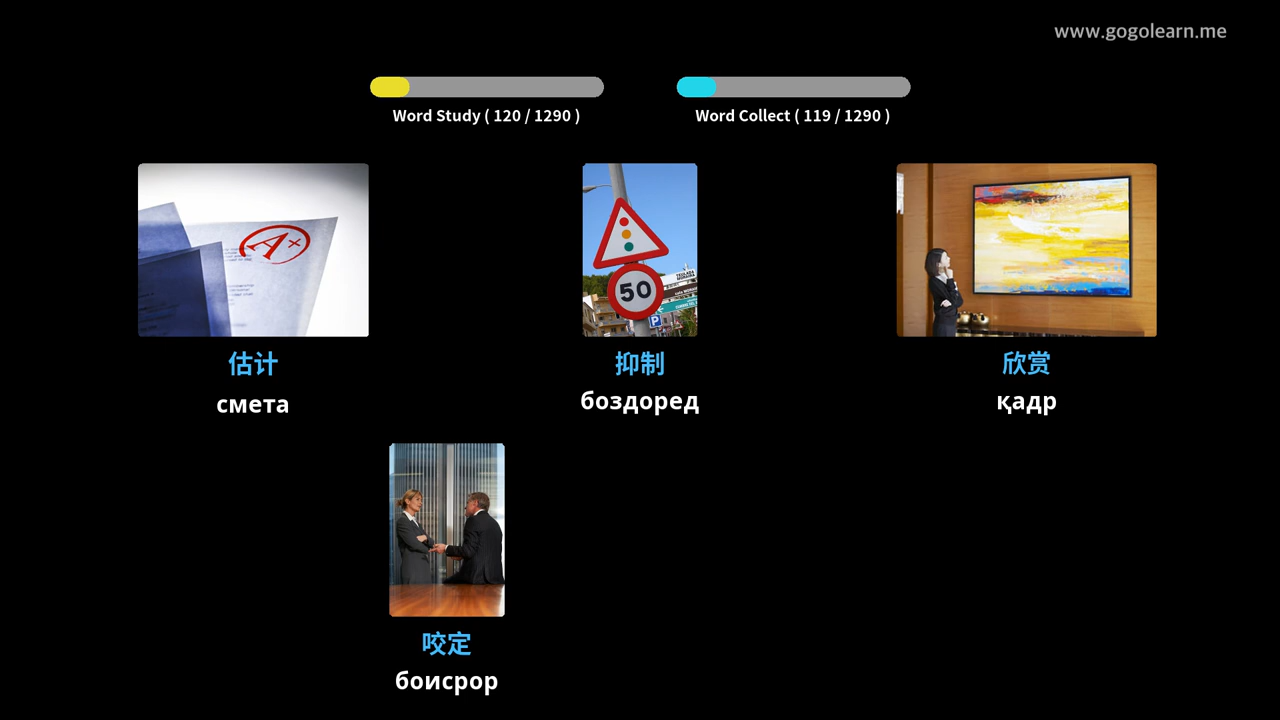 www.gogolearn.me
Word Study ( 120 / 1290 )
Word Collect ( 119 / 1290 )
A+
50
P
估计
смета
抑制
боздоред
欣赏
қадр
咬定
боисрор